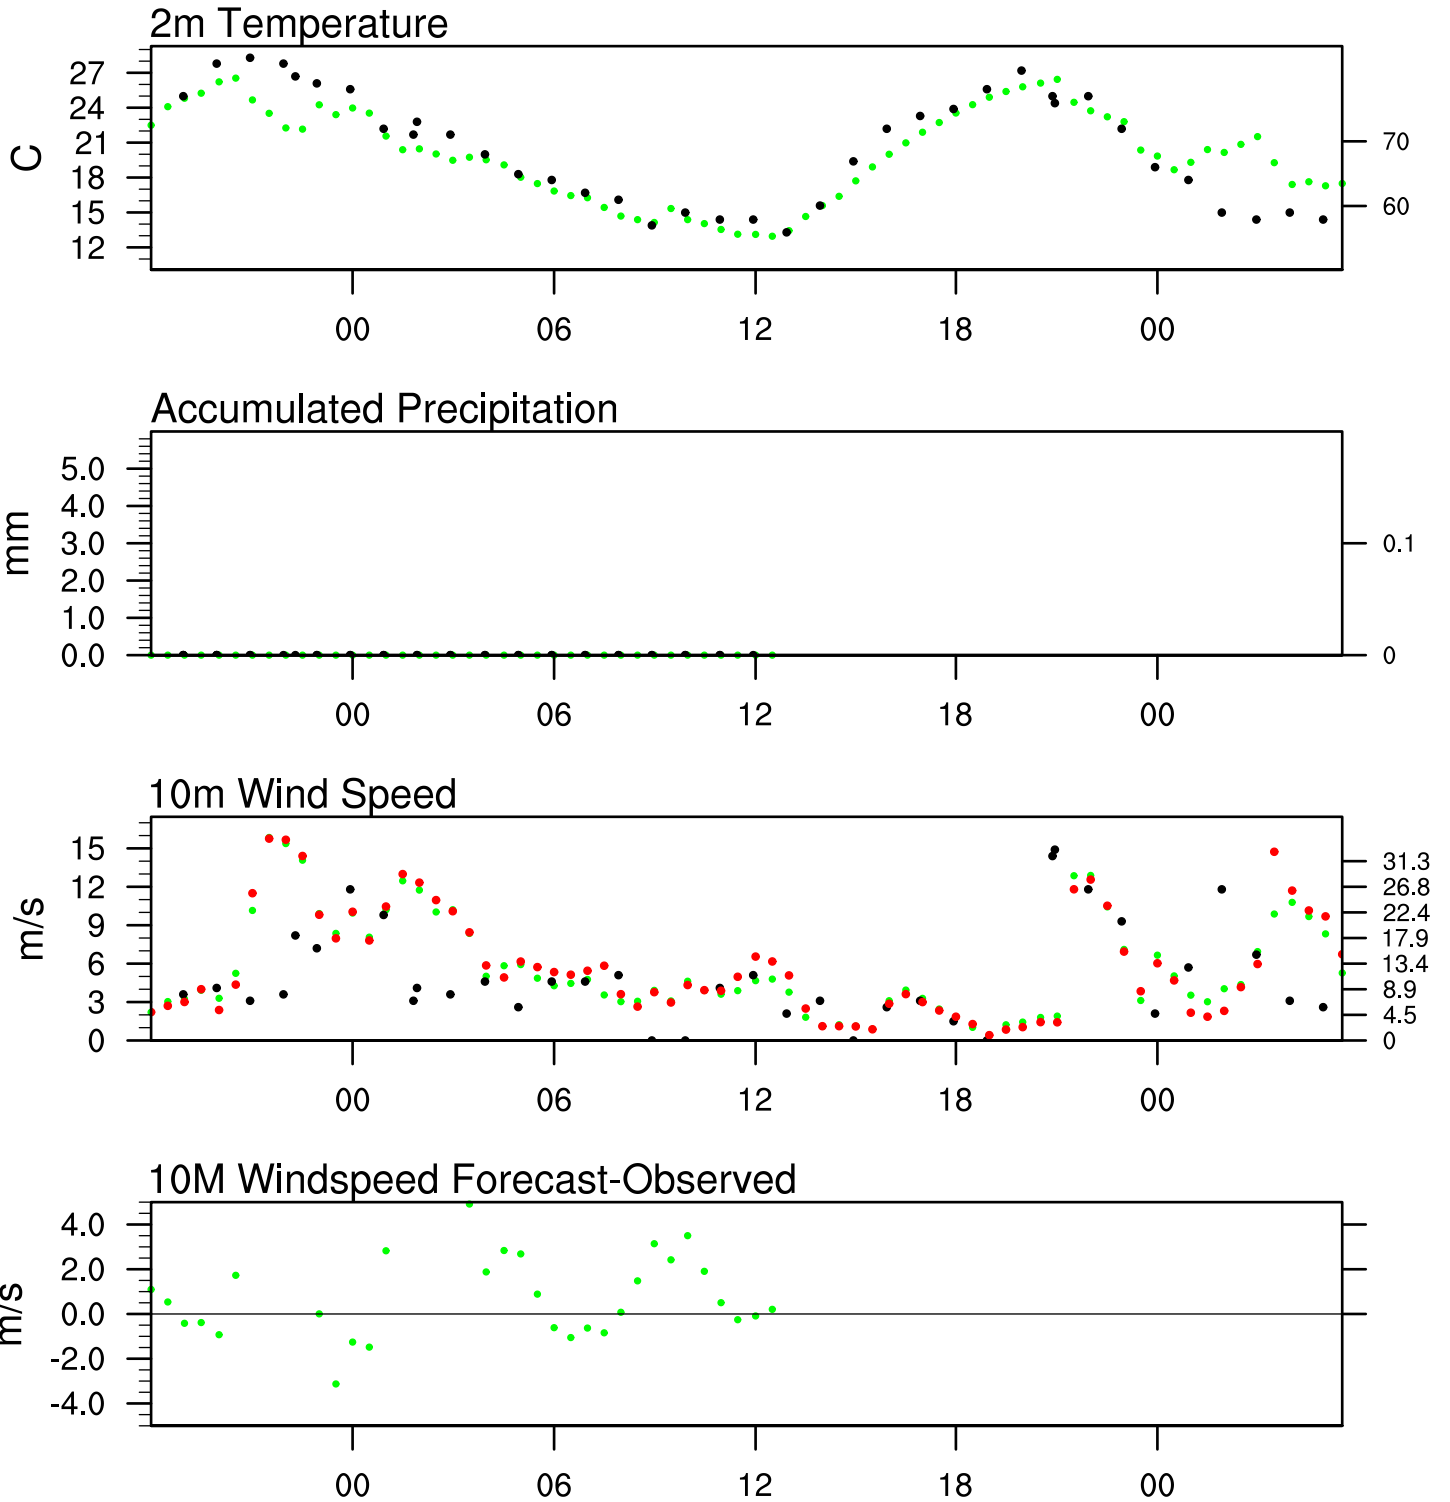 2m Temperature
27
24
21
18
15
12
C
70
60
00 06 12 18 00
Accumulated Precipitation
5.0
4.0
3.0
2.0
1.0
0.0
mm
0.1
0
00 06 12 18 00
10m Wind Speed
15
12
9
6
3
0
m/s
31.3
26.8
22.4
17.9
13.4
8.9
4.5
0
00 06 12 18 00
10M Windspeed Forecast-Observed
4.0
2.0
0.0
-2.0
-4.0
m/s
00 06 12 18 00